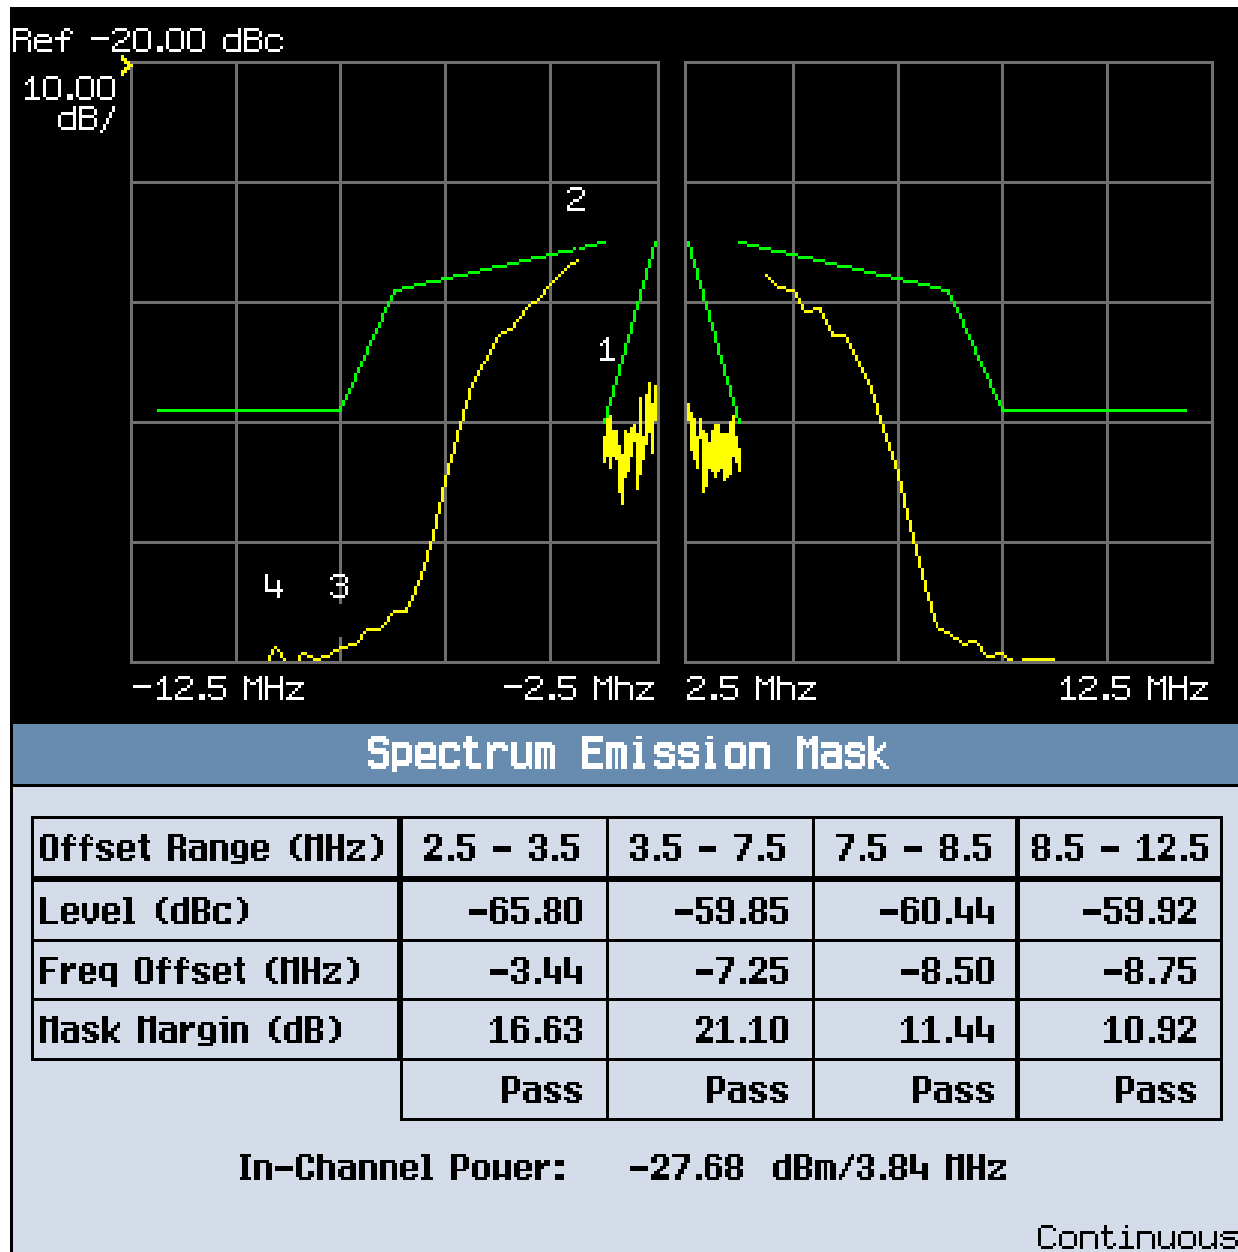 Ref -20.00 dBc
10.00
dB/
2
1
4 3
-12.5 MHz -2.5 Mhz 2.5 Mhz 12.5 MHz
Spectrum Emission Mask
Offset Range (MHz) 2.5 - 3.5 3.5 - 7.5 7.5 - 8.5 8.5 - 12.5
Level (dBc) -65.80 -59.85 -60.44 -59.92
Freq Offset (MHz) -3.44 -7.25 -8.50 -8.75
Mask Margin (dB) 16.63 21.10 11.44 10.92
Pass Pass Pass Pass
In-Channel Power: -27.68 dBm/3.84 MHz
Continuous